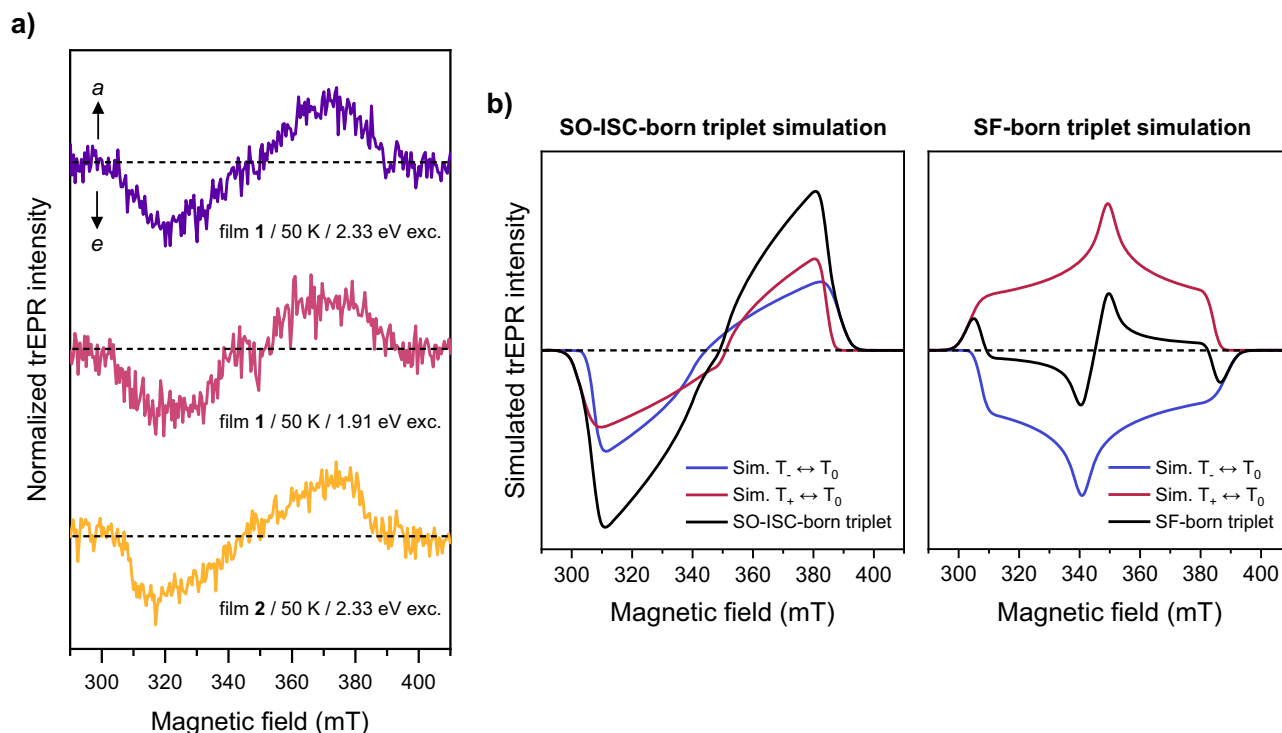 a)
Normalized trEPR intensity
a
e
film 1 / 50 K / 2.33 eV exc.
film 1 / 50 K / 1.91 eV exc.
film 2 / 50 K / 2.33 eV exc.
300 320 340 360 380 400
Magnetic field (mT)
b)
SO-ISC-born triplet simulation
Simulated trEPR intensity
Sim. T₋ ↔ T₀
Sim. T₊ ↔ T₀
SO-ISC-born triplet
300 320 340 360 380 400
Magnetic field (mT)
SF-born triplet simulation
Sim. T₋ ↔ T₀
Sim. T₊ ↔ T₀
SF-born triplet
300 320 340 360 380 400
Magnetic field (mT)